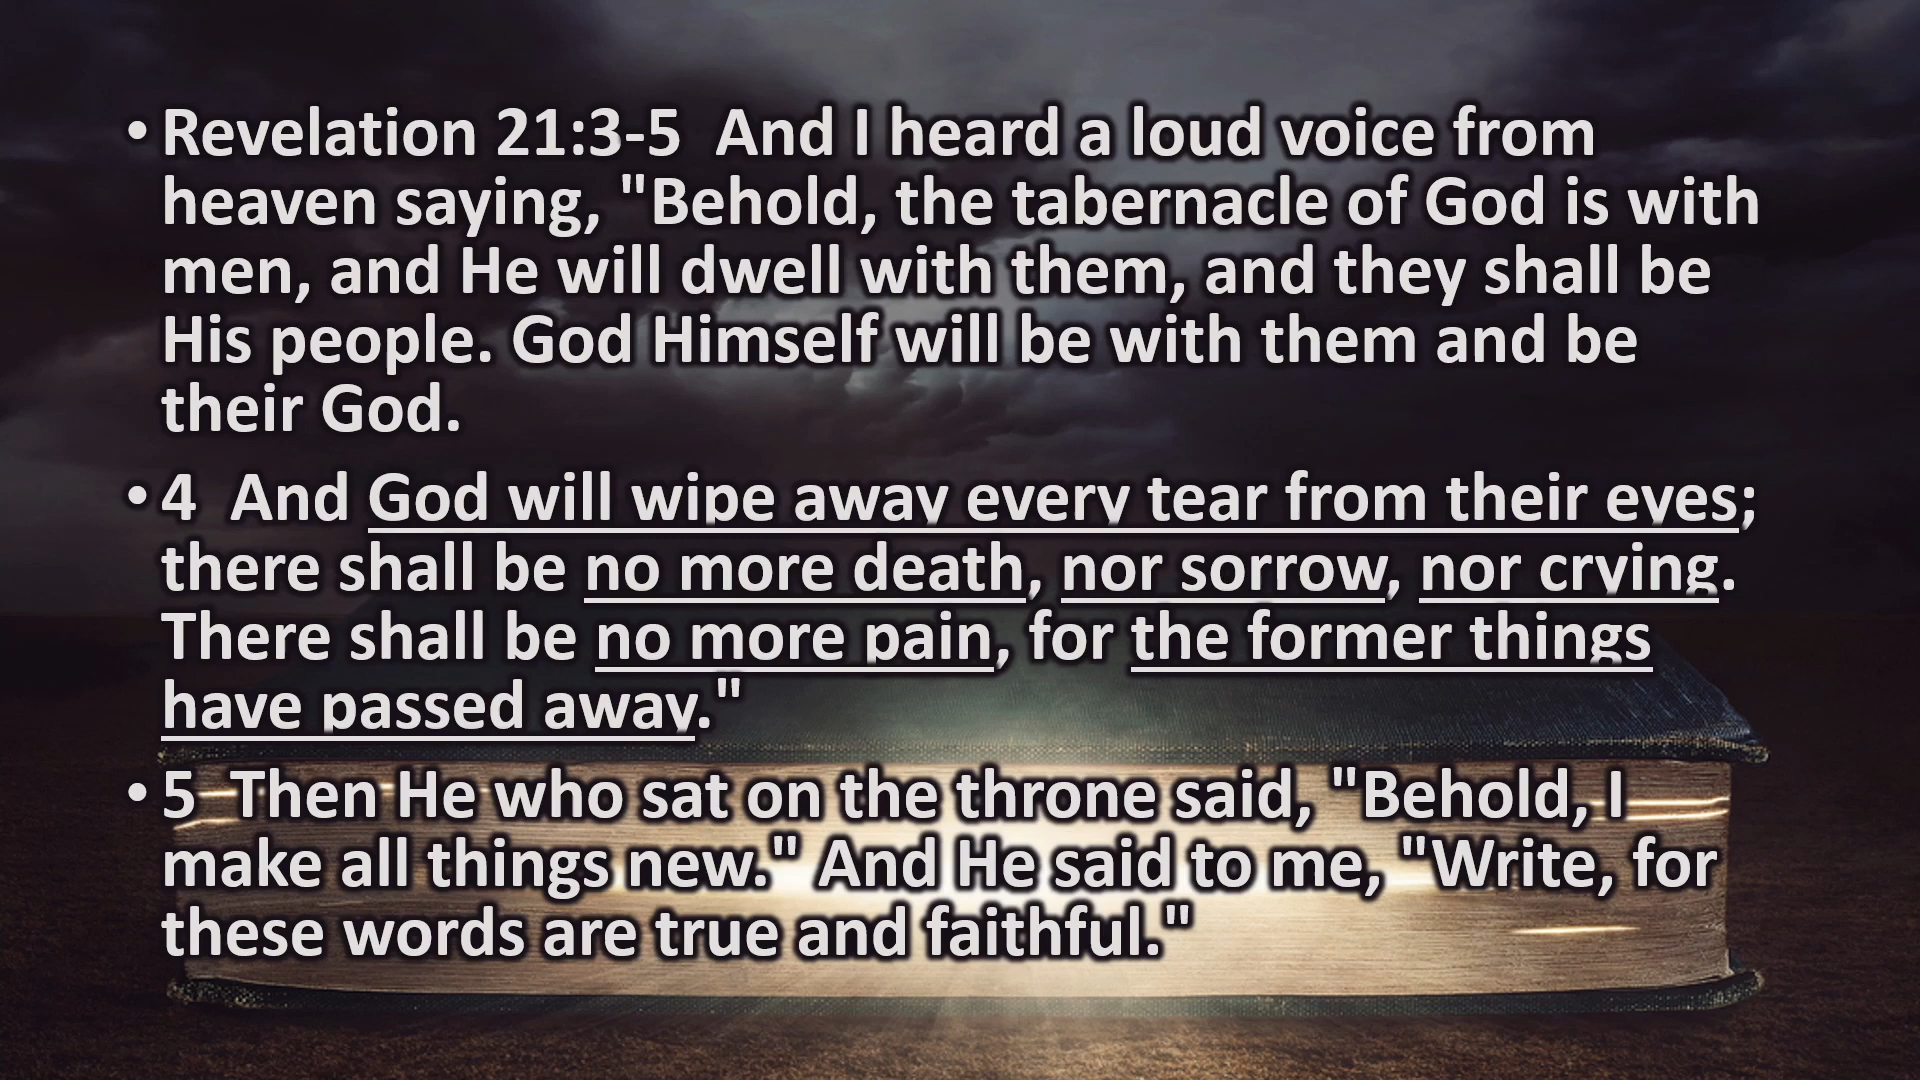 • Revelation 21:3-5  And I heard a loud voice from
heaven saying, "Behold, the tabernacle of God is with
men, and He will dwell with them, and they shall be
His people. God Himself will be with them and be
their God.
• 4  And God will wipe away every tear from their eyes;
there shall be no more death, nor sorrow, nor crying.
There shall be no more pain, for the former things
have passed away."
• 5  Then He who sat on the throne said, "Behold, I
make all things new." And He said to me, "Write, for
these words are true and faithful."